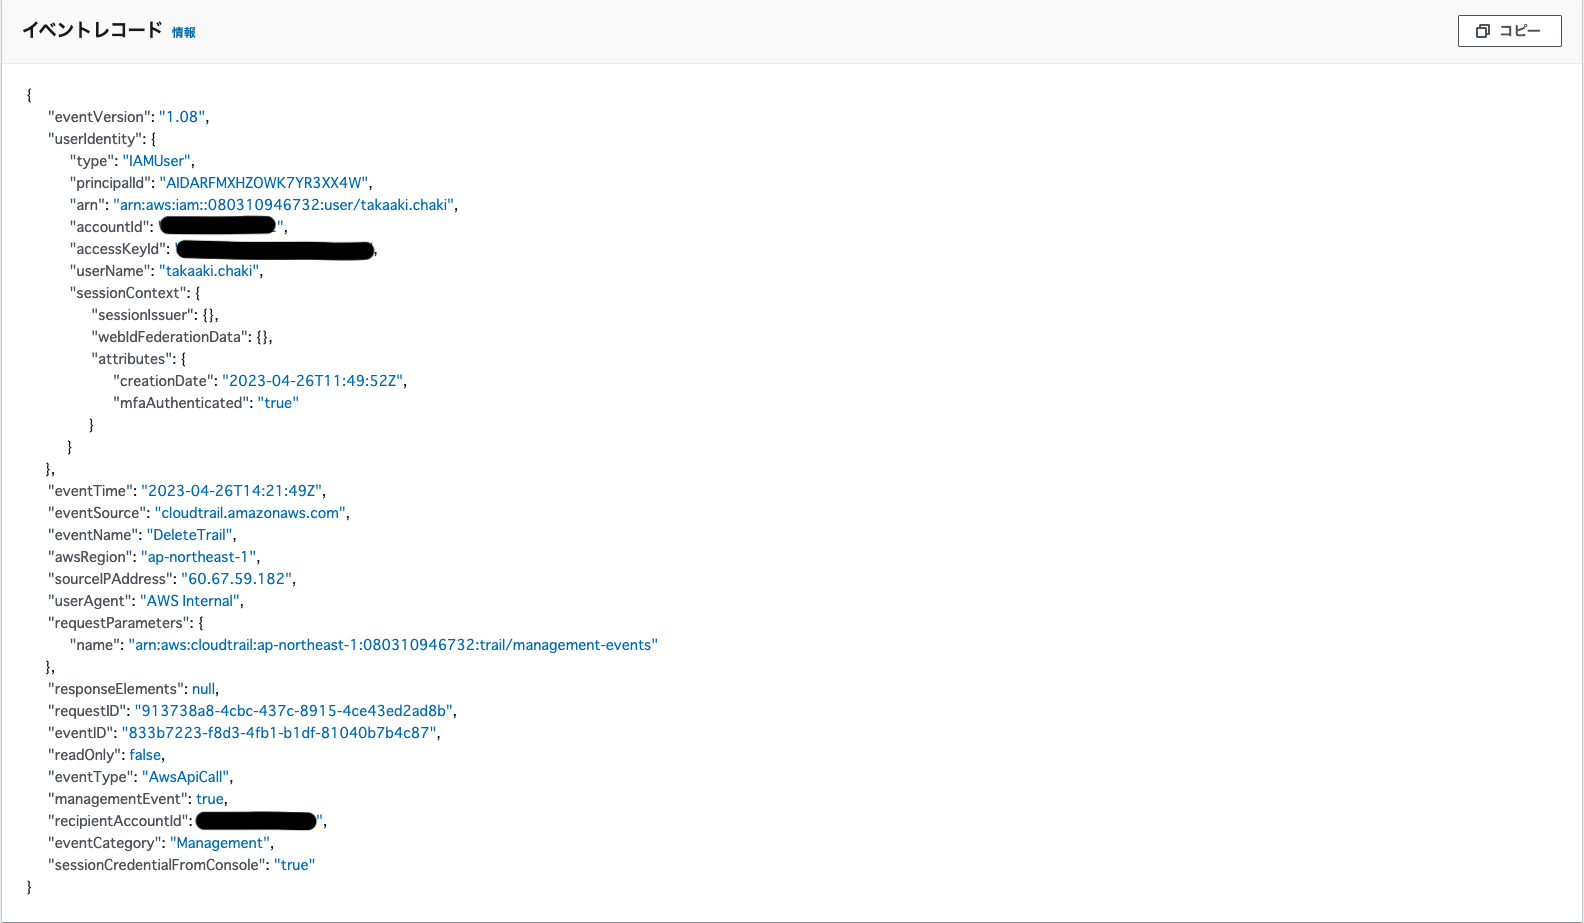 イベントレコード 情報
コピー
{
"eventVersion": "1.08",
"userIdentity": {
"type": "IAMUser",
"principalId": "AIDARFMXHZOWK7YR3XX4W",
"arn": "arn:aws:iam::080310946732:user/takaaki.chaki",
"accountId": ",
"accessKeyId": ,
"userName": "takaaki.chaki",
"sessionContext": {
"sessionIssuer": {},
"webIdFederationData": {},
"attributes": {
"creationDate": "2023-04-26T11:49:52Z",
"mfaAuthenticated": "true"
}
}
},
"eventTime": "2023-04-26T14:21:49Z",
"eventSource": "cloudtrail.amazonaws.com",
"eventName": "DeleteTrail",
"awsRegion": "ap-northeast-1",
"sourceIPAddress": "60.67.59.182",
"userAgent": "AWS Internal",
"requestParameters": {
"name": "arn:aws:cloudtrail:ap-northeast-1:080310946732:trail/management-events"
},
"responseElements": null,
"requestID": "913738a8-4cbc-437c-8915-4ce43ed2ad8b",
"eventID": "833b7223-f8d3-4fb1-b1df-81040b7b4c87",
"readOnly": false,
"eventType": "AwsApiCall",
"managementEvent": true,
"recipientAccountId": ",
"eventCategory": "Management",
"sessionCredentialFromConsole": "true"
}